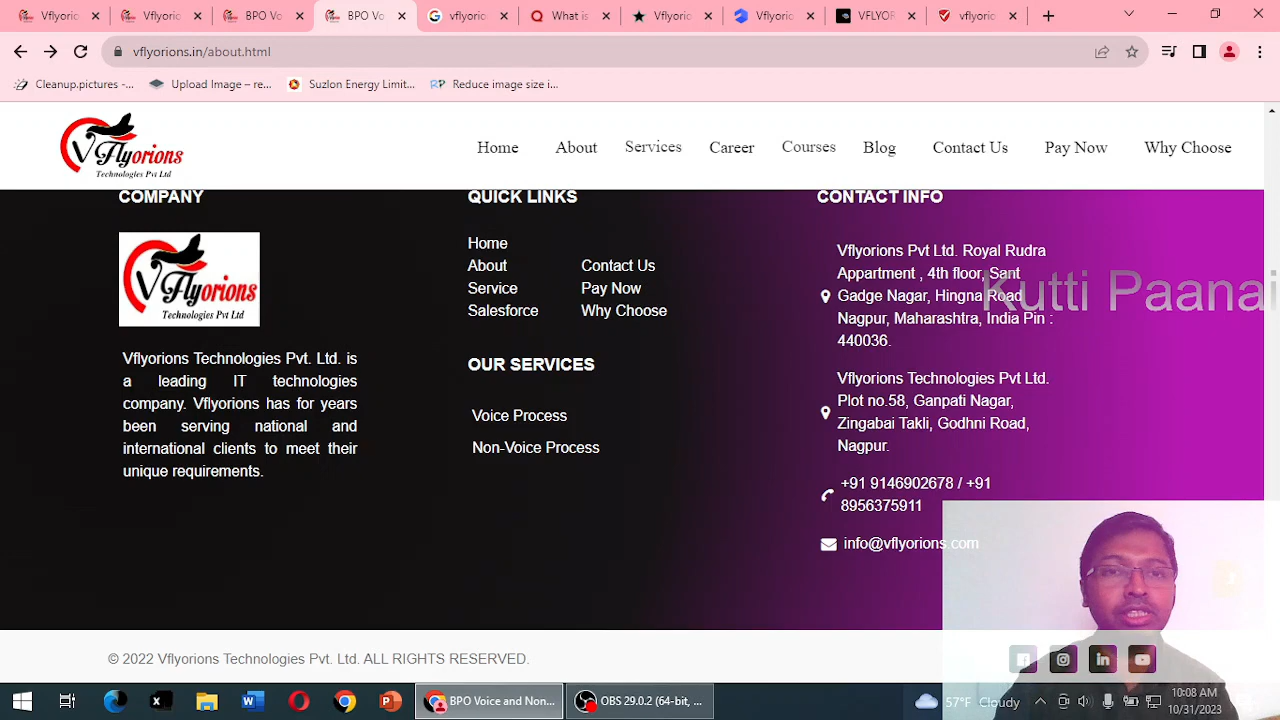 vflyoric
BPO Vo
BPO Vo
vflyoric
What is
Vflyoric
Vflyoric
VFLYOR
vflyoric
vflyorions.in/about.html
Cleanup.pictures -...
Upload Image – re...
Suzlon Energy Limit...
Reduce image size i...
VFlyorions
Technologies Pvt Ltd
Home About Services Career Courses Blog Contact Us Pay Now Why Choose
COMPANY
VFlyorions
Technologies Pvt Ltd
Vflyorions Technologies Pvt. Ltd. is
a leading IT technologies
company. Vflyorions has for years
been serving national and
international clients to meet their
unique requirements.
QUICK LINKS
Home
About
Service
Salesforce
Contact Us
Pay Now
Why Choose
OUR SERVICES
Voice Process
Non-Voice Process
CONTACT INFO
Vflyorions Pvt Ltd. Royal Rudra
Appartment , 4th floor, Sant
Gadge Nagar, Hingna Road
Nagpur, Maharashtra, India Pin :
440036.
Vflyorions Technologies Pvt Ltd.
Plot no.58, Ganpati Nagar,
Zingabai Takli, Godhni Road,
Nagpur.
+91 9146902678 / +91
8956375911
info@vflyorions.com
Kutti Paanai
© 2022 Vflyorions Technologies Pvt. Ltd. ALL RIGHTS RESERVED.
BPO Voice and Non...
OBS 29.0.2 (64-bit, ...
57°F Cloudy
10:08 AM
10/31/2023